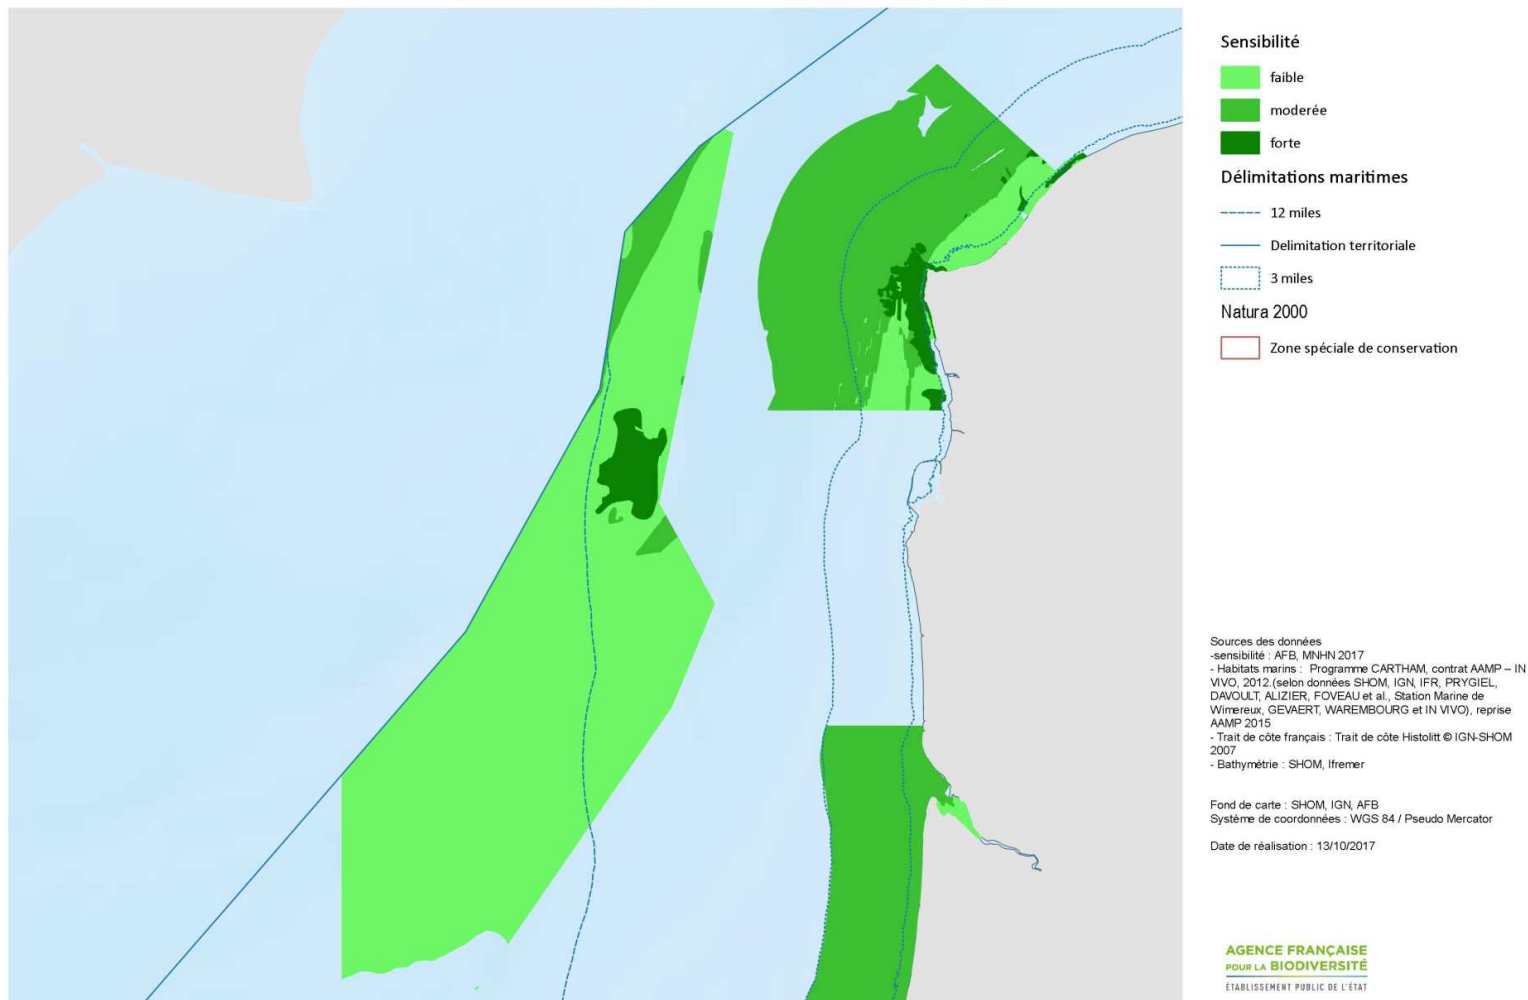 Sensibilité
faible
moderée
forte
Délimitations maritimes
12 miles
Delimitation territoriale
3 miles
Natura 2000
Zone spéciale de conservation
Sources des données
-sensibilité : AFB, MNHN 2017
- Habitats marins : Programme CARTHAM, contrat AAMP – IN
VIVO, 2012.(selon données SHOM, IGN, IFR, PRYGIEL,
DAVOULT, ALIZIER, FOVEAU et al., Station Marine de
Wimereux, GEVAERT, WAREMBOURG et IN VIVO), reprise
AAMP 2015
- Trait de côte français : Trait de côte Histolitt © IGN-SHOM
2007
- Bathymétrie : SHOM, Ifremer
Fond de carte : SHOM, IGN, AFB
Système de coordonnées : WGS 84 / Pseudo Mercator
Date de réalisation : 13/10/2017
AGENCE FRANÇAISE
POUR LA BIODIVERSITÉ
ÉTABLISSEMENT PUBLIC DE L'ÉTAT